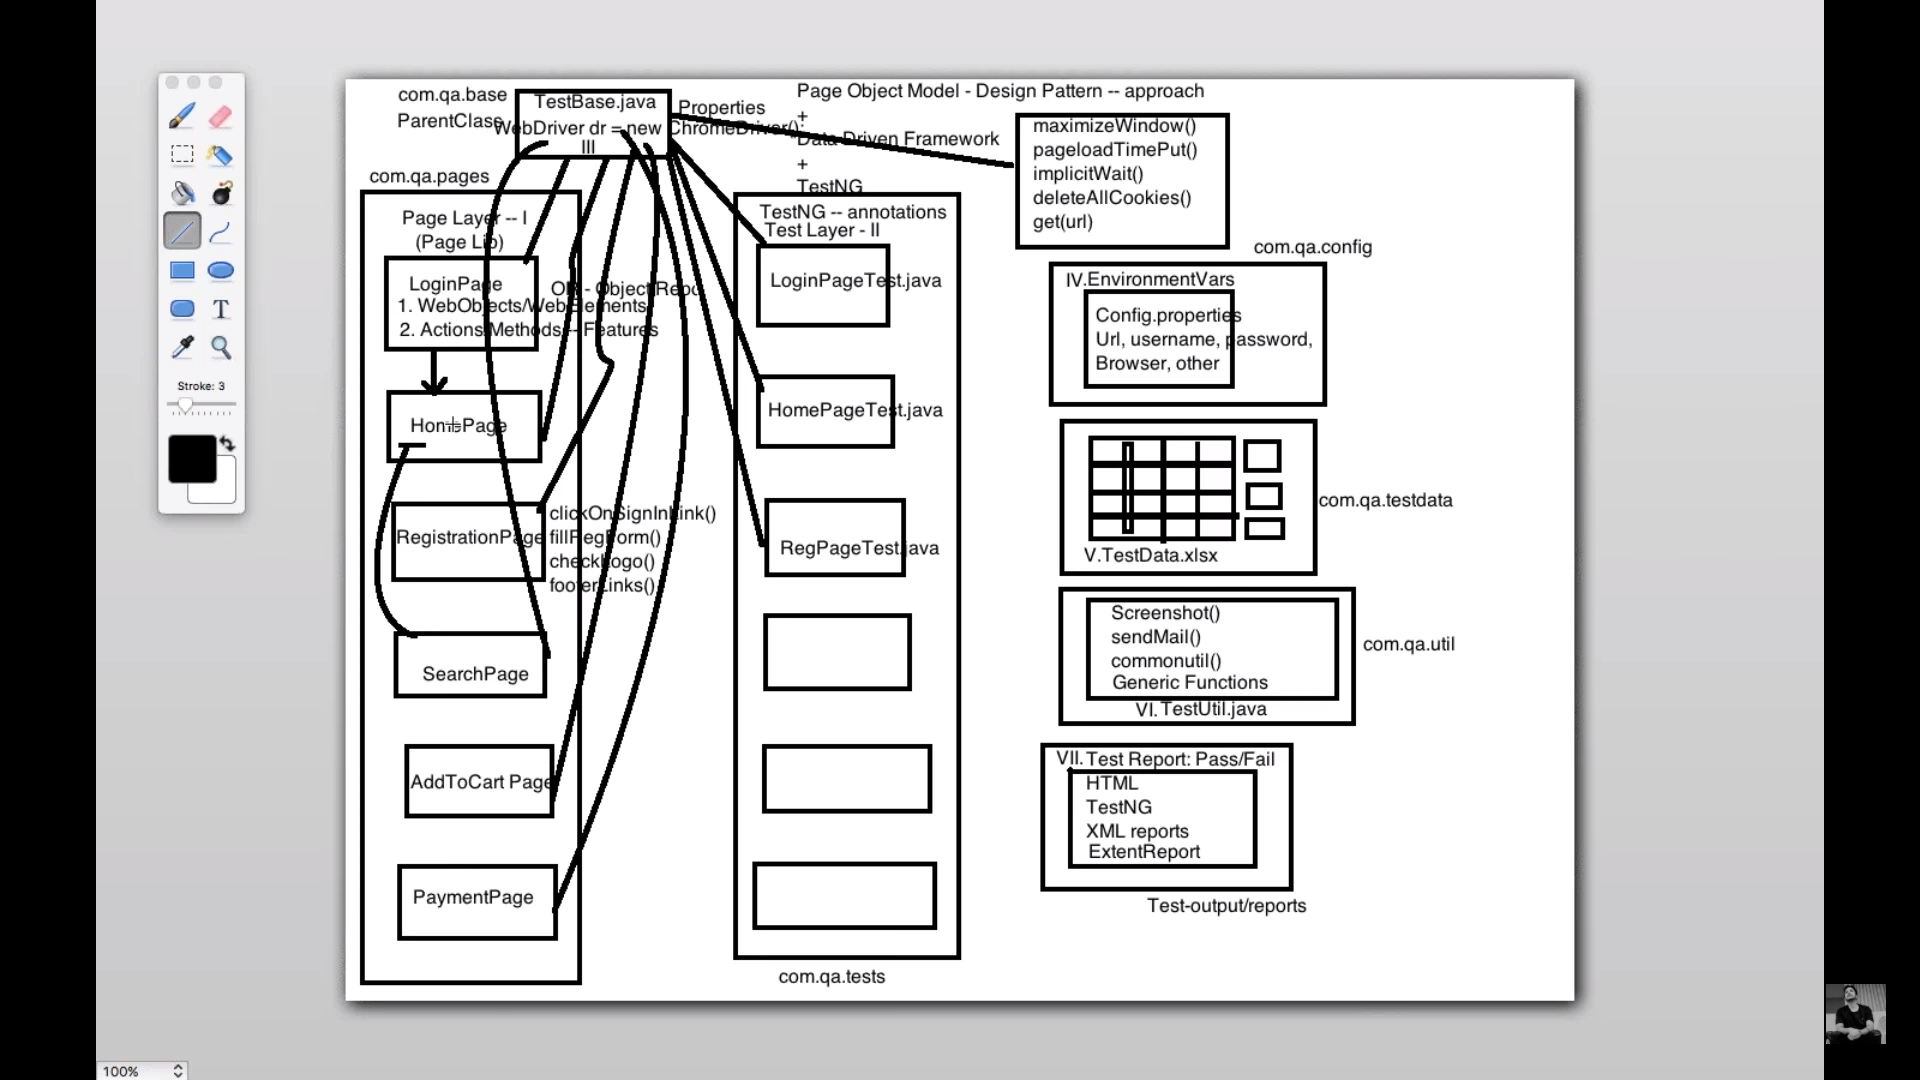 Stroke: 3
100%
com.qa.base
ParentClass
TestBase.java
WebDriver dr = new ChromeDriver();
III
Properties
Page Object Model - Design Pattern -- approach
+
Data Driven Framework
+
TestNG
maximizeWindow()
pageloadTimePut()
implicitWait()
deleteAllCookies()
get(url)
com.qa.pages
Page Layer -- I
(Page Lib)
LoginPage
OR - Object Repo
1. WebObjects/WebElements
2. Actions/Methods -- Features
HomePage
RegistrationPage
clickOnSignInLink()
fillRegForm()
checkLogo()
footerLinks()
SearchPage
AddToCart Page
PaymentPage
TestNG -- annotations
Test Layer - II
LoginPageTest.java
HomePageTest.java
RegPageTest.java
com.qa.tests
com.qa.config
IV.EnvironmentVars
Config.properties
Url, username, password,
Browser, other
com.qa.testdata
V.TestData.xlsx
Screenshot()
sendMail()
commonutil()
Generic Functions
VI.TestUtil.java
com.qa.util
VII.Test Report: Pass/Fail
HTML
TestNG
XML reports
ExtentReport
Test-output/reports